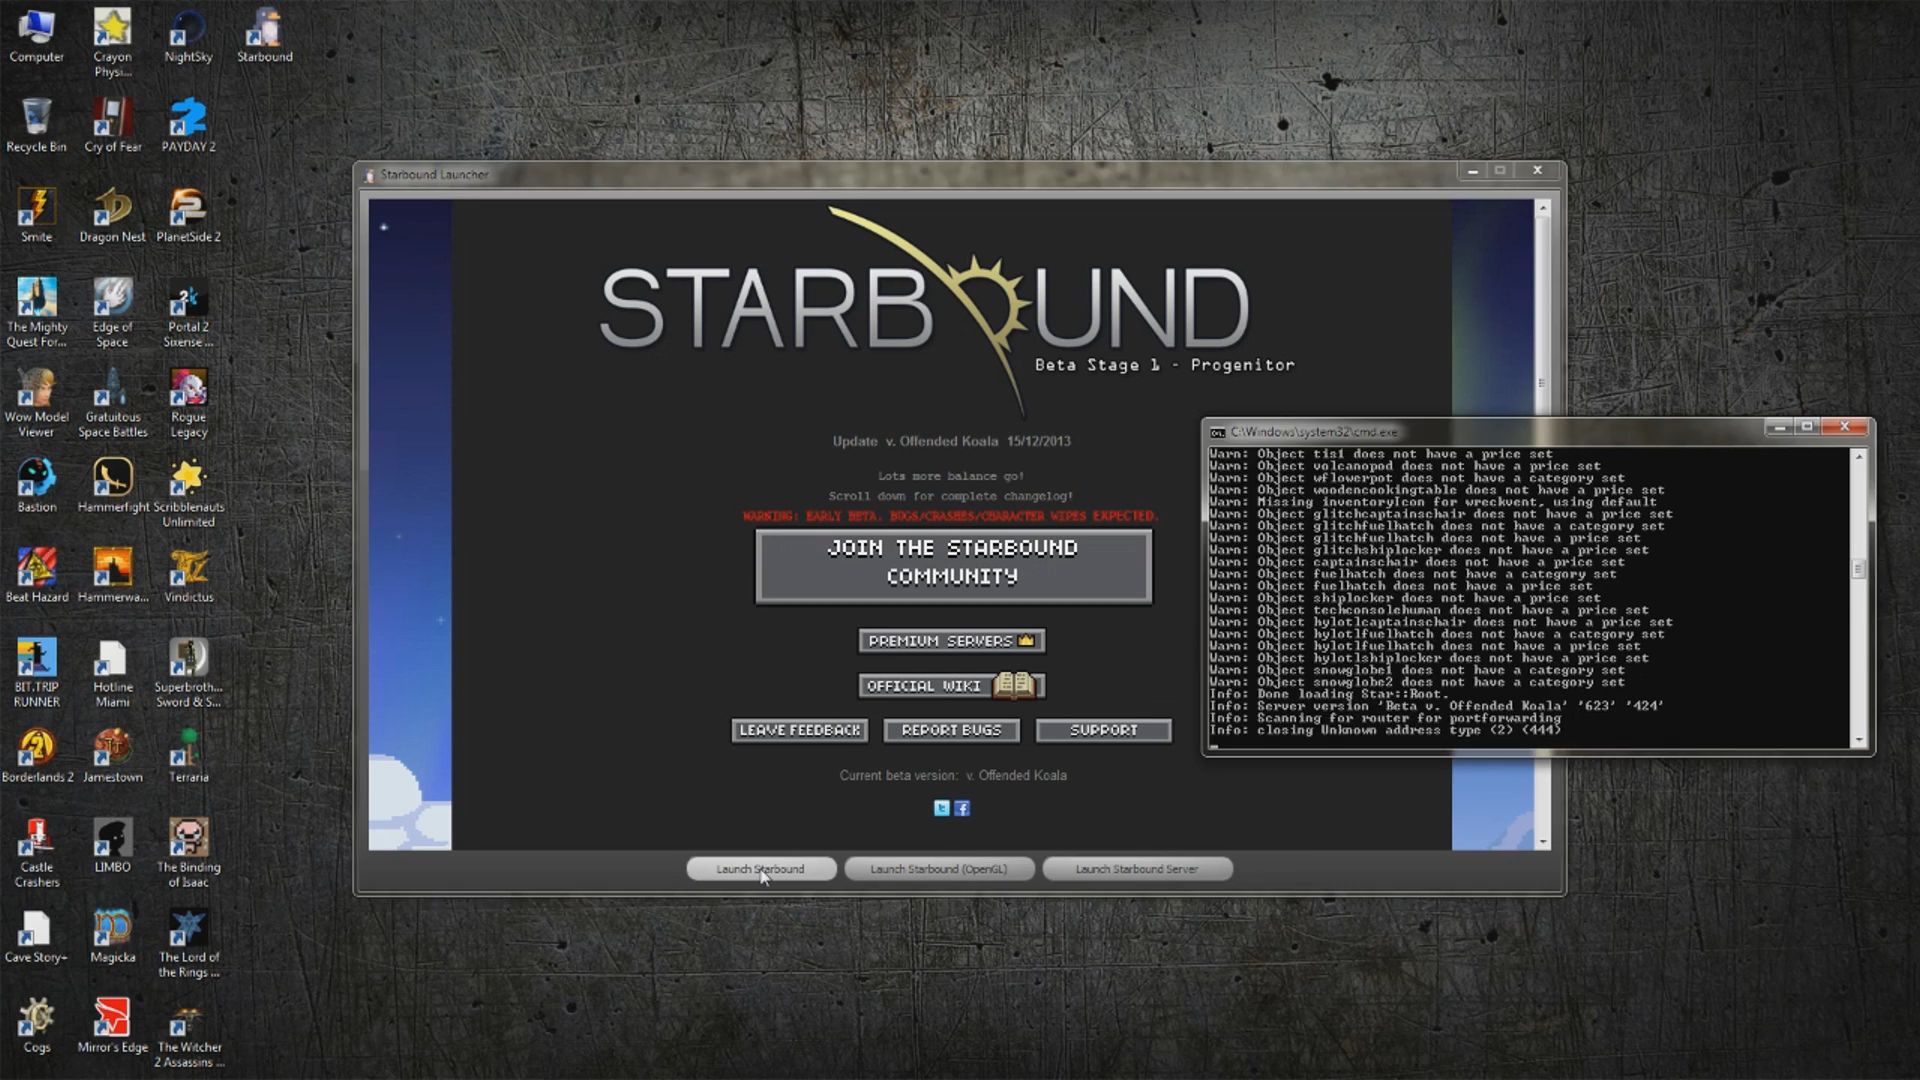 Computer
Crayon
Physi...
NightSky
Starbound
Recycle Bin
Cry of Fear
PAYDAY 2
Smite
Dragon Nest
PlanetSide 2
The Mighty
Quest For...
Edge of
Space
Portal 2
Sixense ...
Wow Model
Viewer
Gratuitous
Space Battles
Rogue
Legacy
Bastion
Hammerfight
Scribblenauts
Unlimited
Beat Hazard
Hammerwa...
Vindictus
BIT.TRIP
RUNNER
Hotline
Miami
Superbroth...
Sword & S...
Borderlands 2
Jamestown
Terraria
Castle
Crashers
LIMBO
The Binding
of Isaac
Cave Story+
Magicka
The Lord of
the Rings ...
Cogs
Mirror's Edge
The Witcher
2 Assassins ...
Starbound Launcher
STARBOUND
Beta Stage 1 - Progenitor
Update v. Offended Koala 15/12/2013
Lots more balance go!
Scroll down for complete changelog!
WARNING: EARLY BETA. BUGS/CRASHES/CHARACTER WIPES EXPECTED.
JOIN THE STARBOUND
COMMUNITY
PREMIUM SERVERS
OFFICIAL WIKI
LEAVE FEEDBACK
REPORT BUGS
SUPPORT
Current beta version: v. Offended Koala
Launch Starbound
Launch Starbound (OpenGL)
Launch Starbound Server
C:\Windows\system32\cmd.exe
Warn: Object tis1 does not have a price set
Warn: Object volcanopod does not have a price set
Warn: Object wflowerpot does not have a category set
Warn: Object woodencookingtable does not have a price set
Warn: Missing inventoryIcon for wreckvent, using default
Warn: Object glitchcaptainschair does not have a price set
Warn: Object glitchfuelhatch does not have a category set
Warn: Object glitchfuelhatch does not have a price set
Warn: Object glitchshiplocker does not have a price set
Warn: Object captainschair does not have a price set
Warn: Object fuelhatch does not have a category set
Warn: Object fuelhatch does not have a price set
Warn: Object shiplocker does not have a price set
Warn: Object techconsolehuman does not have a price set
Warn: Object hylotlcaptainschair does not have a price set
Warn: Object hylotlfuelhatch does not have a category set
Warn: Object hylotlfuelhatch does not have a price set
Warn: Object hylotlshiplocker does not have a price set
Warn: Object snowglobe1 does not have a category set
Warn: Object snowglobe2 does not have a category set
Info: Done loading Star::Root.
Info: Server version 'Beta v. Offended Koala' '623' '424'
Info: Scanning for router for portforwarding
Info: closing Unknown address type (2) (444)